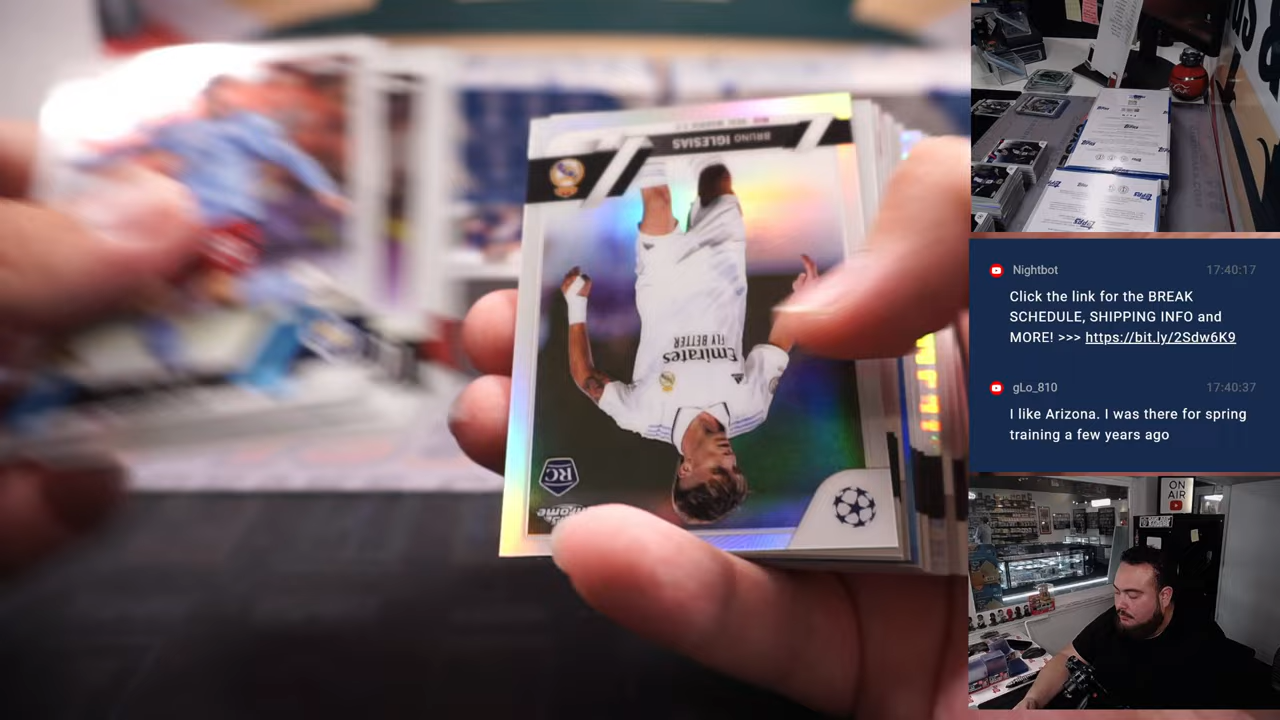 BRUNO IGLESIAS
Emirates
FLY BETTER
RC
chrome
topps
Nightbot
17:40:17
Click the link for the BREAK
SCHEDULE, SHIPPING INFO and
MORE! >>> https://bit.ly/2Sdw6K9
gLo_810
17:40:37
I like Arizona. I was there for spring
training a few years ago
ON
AIR